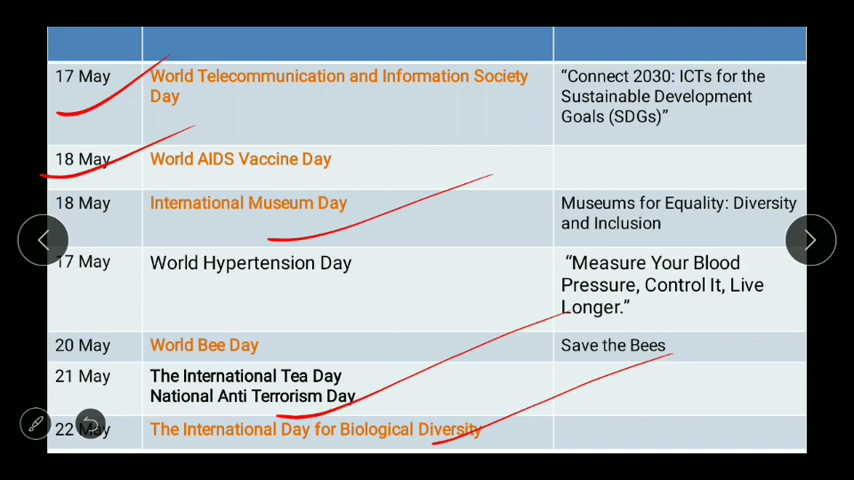 17 May World Telecommunication and Information Society “Connect 2030: ICTs for the
Day Sustainable Development
Goals (SDGs)”
18 May World AIDS Vaccine Day
18 May International Museum Day Museums for Equality: Diversity
and Inclusion
17 May World Hypertension Day “Measure Your Blood
Pressure, Control It, Live
Longer.”
20 May World Bee Day Save the Bees
21 May The International Tea Day
National Anti Terrorism Day
22 May The International Day for Biological Diversity